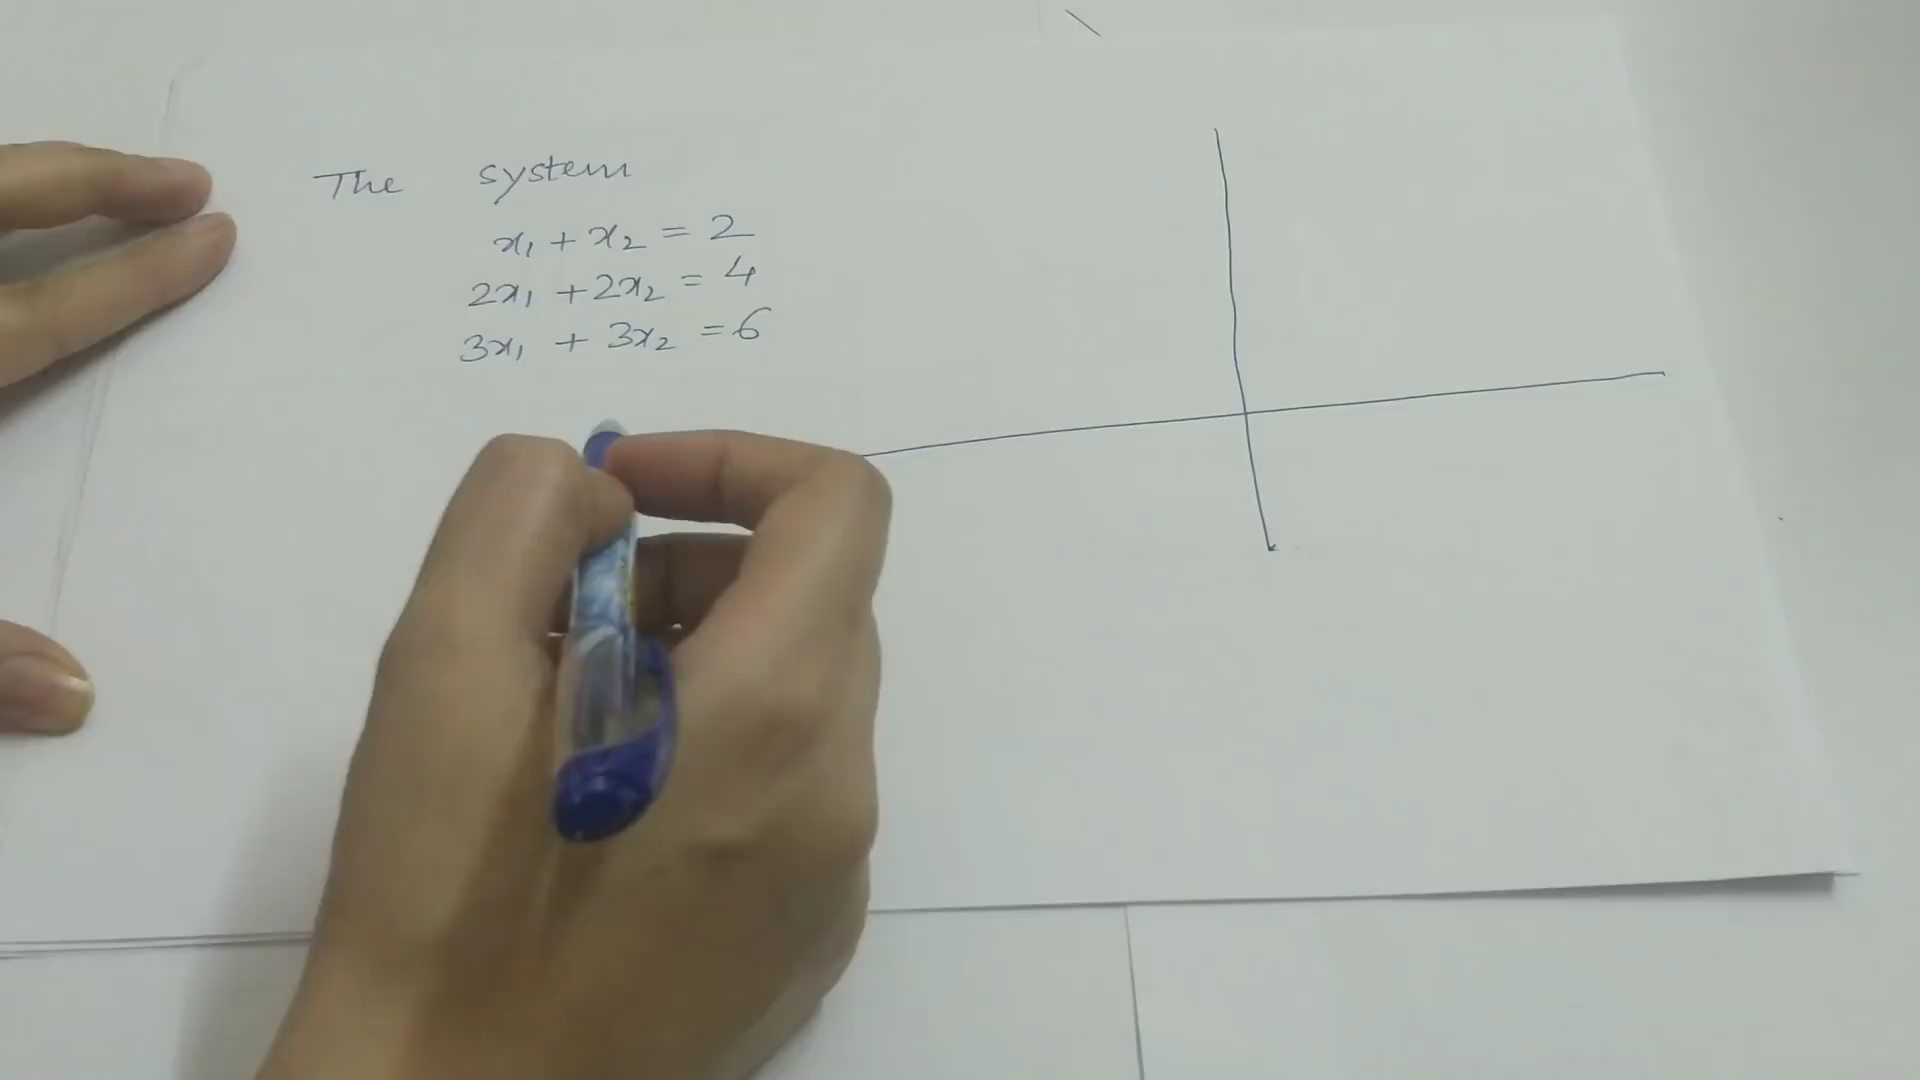 The system
x₁ + x₂ = 2
2x₁ + 2x₂ = 4
3x₁ + 3x₂ = 6